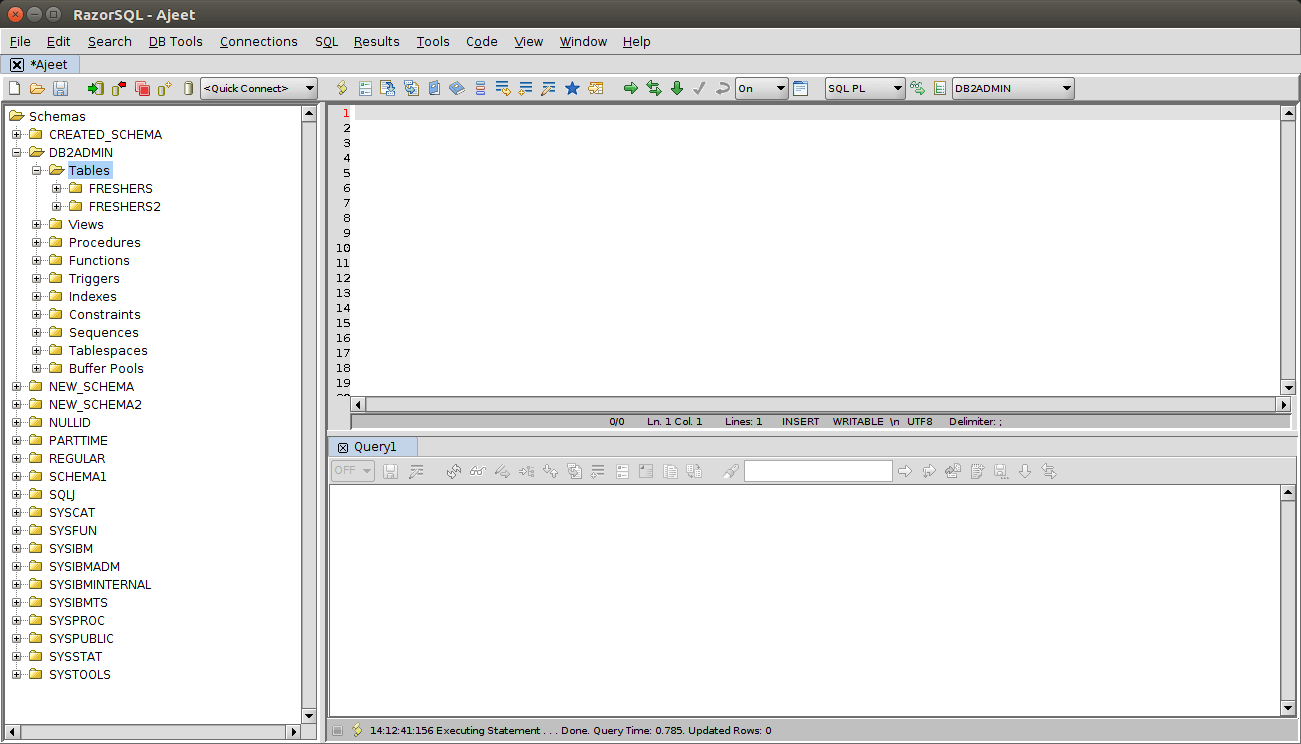 RazorSQL - Ajeet
File Edit Search DB Tools Connections SQL Results Tools Code View Window Help
*Ajeet
<Quick Connect> On SQL PL DB2ADMIN
Schemas
CREATED_SCHEMA
DB2ADMIN
Tables
FRESHERS
FRESHERS2
Views
Procedures
Functions
Triggers
Indexes
Constraints
Sequences
Tablespaces
Buffer Pools
NEW_SCHEMA
NEW_SCHEMA2
NULLID
PARTTIME
REGULAR
SCHEMA1
SQLJ
SYSCAT
SYSFUN
SYSIBM
SYSIBMADM
SYSIBMINTERNAL
SYSIBMTS
SYSPROC
SYSPUBLIC
SYSSTAT
SYSTOOLS
1
2
3
4
5
6
7
8
9
10
11
12
13
14
15
16
17
18
19
0/0 Ln. 1 Col. 1 Lines: 1 INSERT WRITABLE \n UTF8 Delimiter: ;
Query1
OFF
14:12:41:156 Executing Statement . . . Done. Query Time: 0.785. Updated Rows: 0